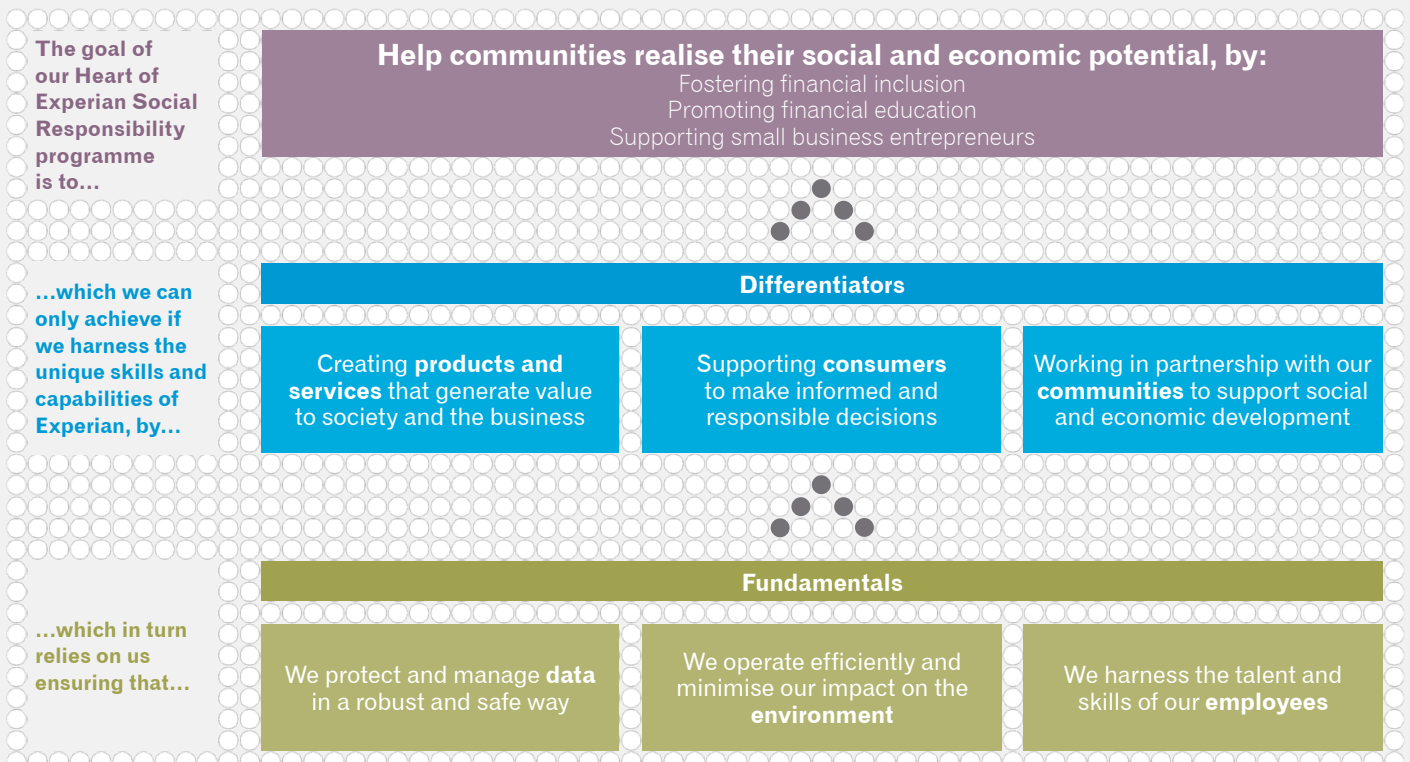 The goal of
our Heart of
Experian Social
Responsibility
programme
is to...
Help communities realise their social and economic potential, by:
Fostering financial inclusion
Promoting financial education
Supporting small business entrepreneurs
...which we can
only achieve if
we harness the
unique skills and
capabilities of
Experian, by...
Differentiators
Creating products and
services that generate value
to society and the business
Supporting consumers
to make informed and
responsible decisions
Working in partnership with our
communities to support social
and economic development
...which in turn
relies on us
ensuring that...
Fundamentals
We protect and manage data
in a robust and safe way
We operate efficiently and
minimise our impact on the
environment
We harness the talent and
skills of our employees